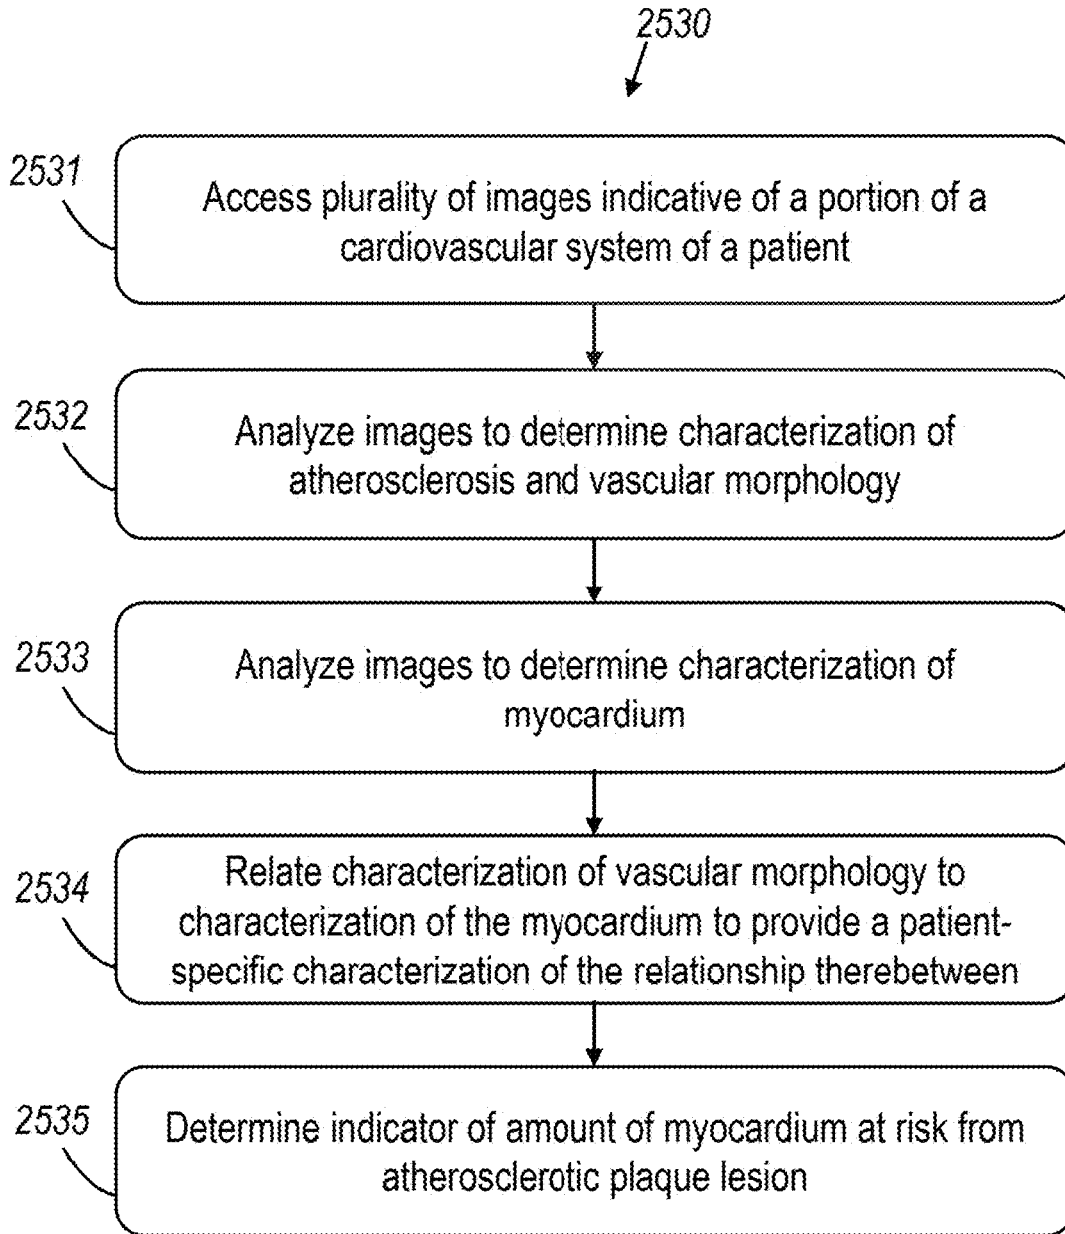 2530
2531
Access plurality of images indicative of a portion of a
cardiovascular system of a patient
2532
Analyze images to determine characterization of
atherosclerosis and vascular morphology
2533
Analyze images to determine characterization of
myocardium
2534
Relate characterization of vascular morphology to
characterization of the myocardium to provide a patient-
specific characterization of the relationship therebetween
2535
Determine indicator of amount of myocardium at risk from
atherosclerotic plaque lesion